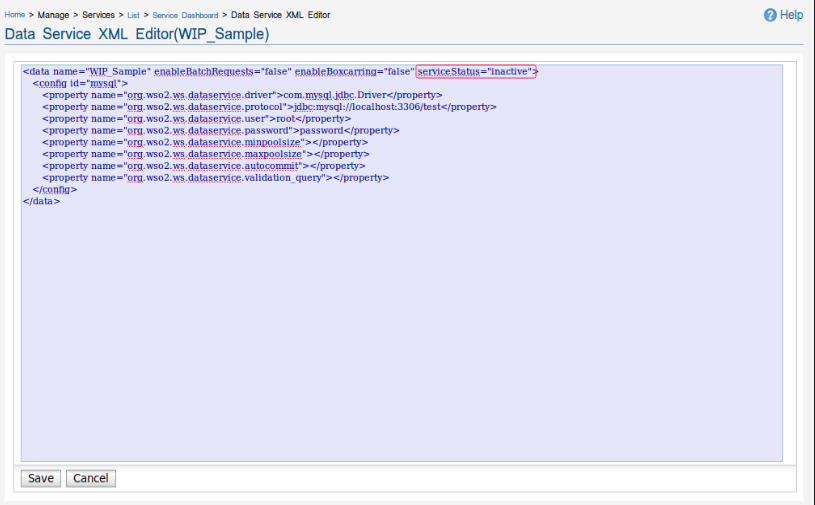 Home > Manage > Services > List > Service Dashboard > Data Service XML Editor
Help
Data Service XML Editor(WIP_Sample)
<data name="WIP_Sample" enableBatchRequests="false" enableBoxcarring="false" serviceStatus="inactive">
<config id="mysql">
<property name="org.wso2.ws.dataservice.driver">com.mysql.jdbc.Driver</property>
<property name="org.wso2.ws.dataservice.protocol">jdbc:mysql://localhost:3306/test</property>
<property name="org.wso2.ws.dataservice.user">root</property>
<property name="org.wso2.ws.dataservice.password">password</property>
<property name="org.wso2.ws.dataservice.minpoolsize"></property>
<property name="org.wso2.ws.dataservice.maxpoolsize"></property>
<property name="org.wso2.ws.dataservice.autocommit"></property>
<property name="org.wso2.ws.dataservice.validation_query"></property>
</config>
</data>
Save Cancel